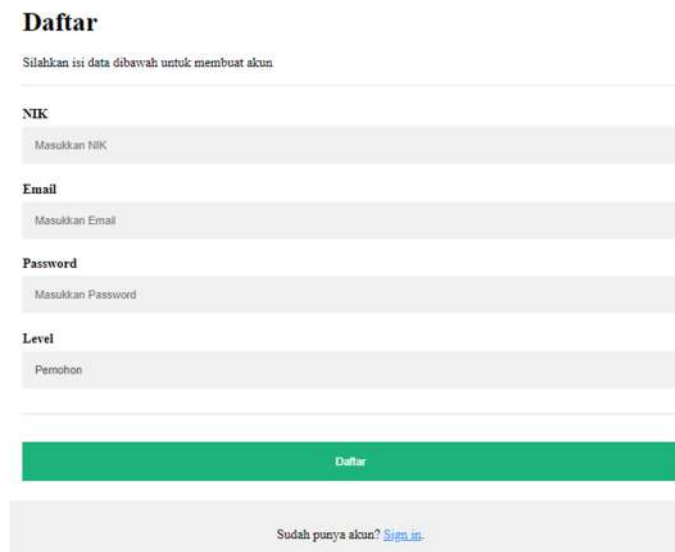 Daftar
Silahkan isi data dibawah untuk membuat akun
NIK
Masukkan NIK
Email
Masukkan Email
Password
Masukkan Password
Level
Pemohon
Daftar
Sudah punya akun? Sign in.